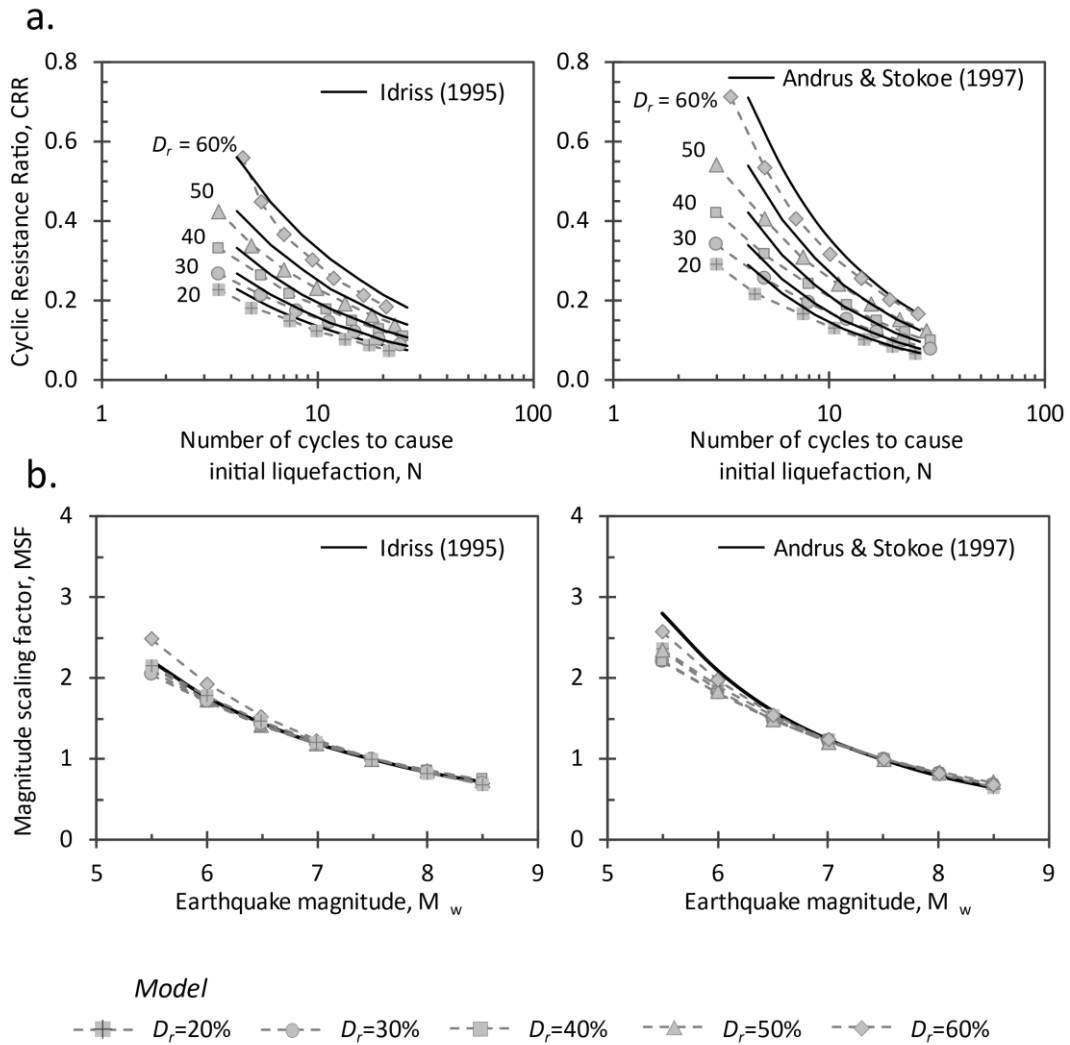 a.
0.8
0.6
0.4
0.2
0.0
Cyclic Resistance Ratio, CRR
Idriss (1995)
Dr = 60%
50
40
30
20
1
10
100
Number of cycles to cause
initial liquefaction, N
0.8
0.6
0.4
0.2
0.0
Andrus & Stokoe (1997)
Dr = 60%
50
40
30
20
1
10
100
Number of cycles to cause
initial liquefaction, N
b.
4
3
2
1
0
Magnitude scaling factor, MSF
Idriss (1995)
5
6
7
8
9
Earthquake magnitude, M w
4
3
2
1
0
Andrus & Stokoe (1997)
5
6
7
8
9
Earthquake magnitude, M w
Model
Dr=20%
Dr=30%
Dr=40%
Dr=50%
Dr=60%